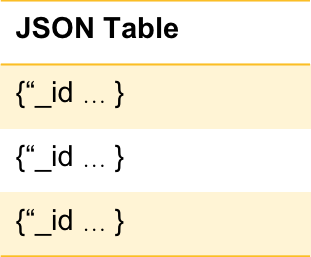 JSON Table
{“_id ... }
{“_id ... }
{“_id ... }